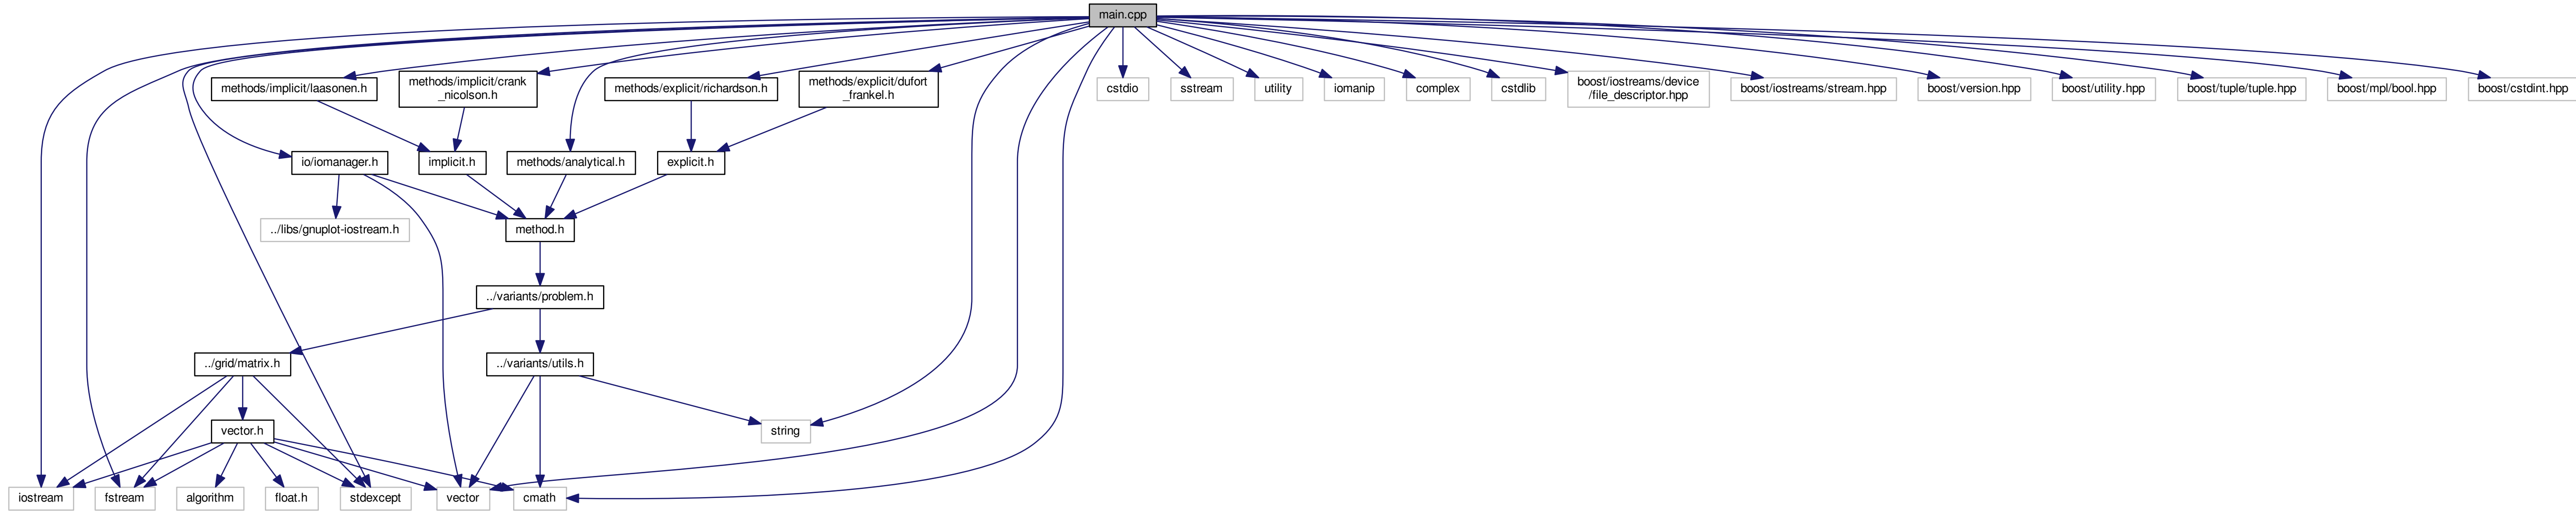 main.cpp
methods/implicit/laasonen.h
methods/implicit/crank
_nicolson.h
methods/explicit/richardson.h
methods/explicit/dufort
_frankel.h
cstdio
sstream
utility
iomanip
complex
cstdlib
boost/iostreams/device
/file_descriptor.hpp
boost/iostreams/stream.hpp
boost/version.hpp
boost/utility.hpp
boost/tuple/tuple.hpp
boost/mpl/bool.hpp
boost/cstdint.hpp
io/iomanager.h
implicit.h
methods/analytical.h
explicit.h
../libs/gnuplot-iostream.h
method.h
../variants/problem.h
../grid/matrix.h
../variants/utils.h
vector.h
string
iostream
fstream
algorithm
float.h
stdexcept
vector
cmath